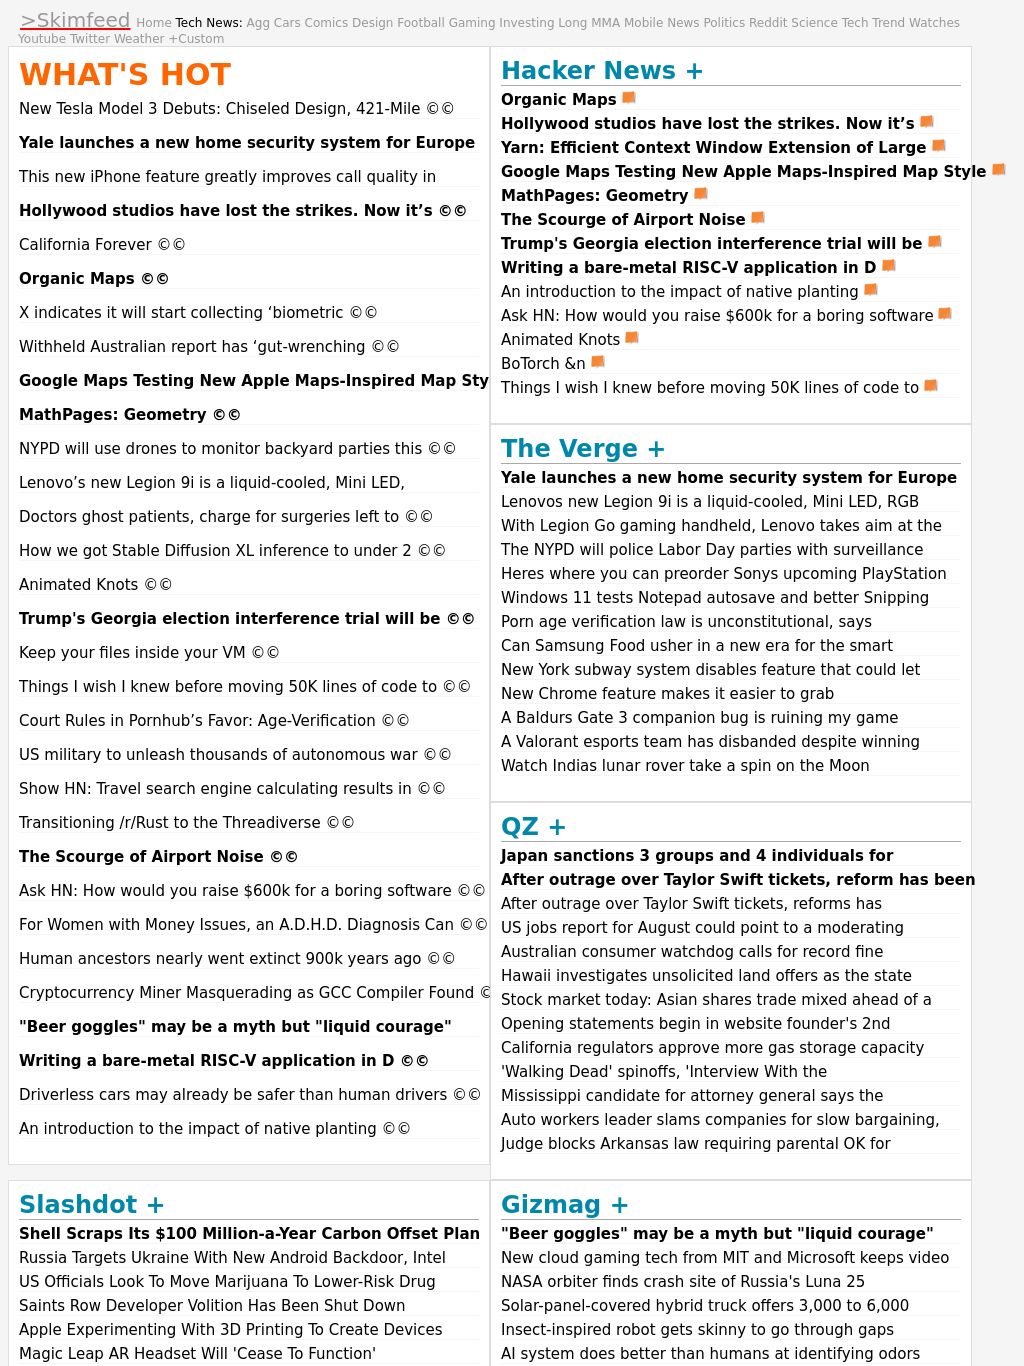 >Skimfeed Home Tech News: Agg Cars Comics Design Football Gaming Investing Long MMA Mobile News Politics Reddit Science Tech Trend Watches
Youtube Twitter Weather +Custom
WHAT'S HOT
New Tesla Model 3 Debuts: Chiseled Design, 421-Mile ©©
Yale launches a new home security system for Europe
This new iPhone feature greatly improves call quality in
Hollywood studios have lost the strikes. Now it’s ©©
California Forever ©©
Organic Maps ©©
X indicates it will start collecting ‘biometric ©©
Withheld Australian report has ‘gut-wrenching ©©
Google Maps Testing New Apple Maps-Inspired Map Sty
MathPages: Geometry ©©
NYPD will use drones to monitor backyard parties this ©©
Lenovo’s new Legion 9i is a liquid-cooled, Mini LED,
Doctors ghost patients, charge for surgeries left to ©©
How we got Stable Diffusion XL inference to under 2 ©©
Animated Knots ©©
Trump's Georgia election interference trial will be ©©
Keep your files inside your VM ©©
Things I wish I knew before moving 50K lines of code to ©©
Court Rules in Pornhub’s Favor: Age-Verification ©©
US military to unleash thousands of autonomous war ©©
Show HN: Travel search engine calculating results in ©©
Transitioning /r/Rust to the Threadiverse ©©
The Scourge of Airport Noise ©©
Ask HN: How would you raise $600k for a boring software ©©
For Women with Money Issues, an A.D.H.D. Diagnosis Can ©©
Human ancestors nearly went extinct 900k years ago ©©
Cryptocurrency Miner Masquerading as GCC Compiler Found ©
"Beer goggles" may be a myth but "liquid courage"
Writing a bare-metal RISC-V application in D ©©
Driverless cars may already be safer than human drivers ©©
An introduction to the impact of native planting ©©
Hacker News +
Organic Maps
Hollywood studios have lost the strikes. Now it’s
Yarn: Efficient Context Window Extension of Large
Google Maps Testing New Apple Maps-Inspired Map Style
MathPages: Geometry
The Scourge of Airport Noise
Trump's Georgia election interference trial will be
Writing a bare-metal RISC-V application in D
An introduction to the impact of native planting
Ask HN: How would you raise $600k for a boring software
Animated Knots
BoTorch &n
Things I wish I knew before moving 50K lines of code to
The Verge +
Yale launches a new home security system for Europe
Lenovos new Legion 9i is a liquid-cooled, Mini LED, RGB
With Legion Go gaming handheld, Lenovo takes aim at the
The NYPD will police Labor Day parties with surveillance
Heres where you can preorder Sonys upcoming PlayStation
Windows 11 tests Notepad autosave and better Snipping
Porn age verification law is unconstitutional, says
Can Samsung Food usher in a new era for the smart
New York subway system disables feature that could let
New Chrome feature makes it easier to grab
A Baldurs Gate 3 companion bug is ruining my game
A Valorant esports team has disbanded despite winning
Watch Indias lunar rover take a spin on the Moon
QZ +
Japan sanctions 3 groups and 4 individuals for
After outrage over Taylor Swift tickets, reform has been
After outrage over Taylor Swift tickets, reforms has
US jobs report for August could point to a moderating
Australian consumer watchdog calls for record fine
Hawaii investigates unsolicited land offers as the state
Stock market today: Asian shares trade mixed ahead of a
Opening statements begin in website founder's 2nd
California regulators approve more gas storage capacity
'Walking Dead' spinoffs, 'Interview With the
Mississippi candidate for attorney general says the
Auto workers leader slams companies for slow bargaining,
Judge blocks Arkansas law requiring parental OK for
Slashdot +
Shell Scraps Its $100 Million-a-Year Carbon Offset Plan
Russia Targets Ukraine With New Android Backdoor, Intel
US Officials Look To Move Marijuana To Lower-Risk Drug
Saints Row Developer Volition Has Been Shut Down
Apple Experimenting With 3D Printing To Create Devices
Magic Leap AR Headset Will 'Cease To Function'
Gizmag +
"Beer goggles" may be a myth but "liquid courage"
New cloud gaming tech from MIT and Microsoft keeps video
NASA orbiter finds crash site of Russia's Luna 25
Solar-panel-covered hybrid truck offers 3,000 to 6,000
Insect-inspired robot gets skinny to go through gaps
AI system does better than humans at identifying odors